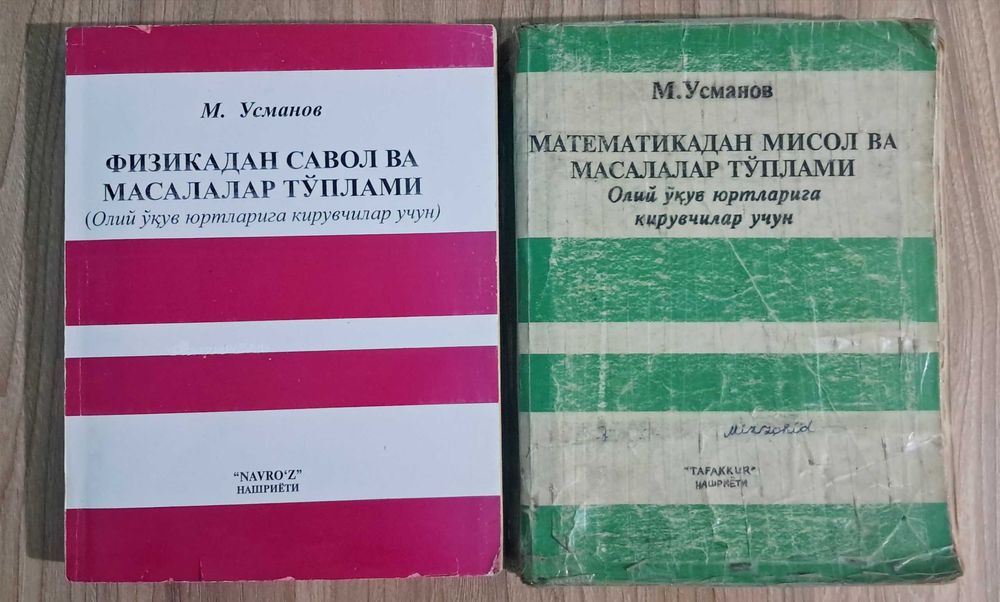 М. Усманов
ФИЗИКАДАН САВОЛ ВА
МАСАЛАЛАР ТЎПЛАМИ
(Олий ўқув юртларига кирувчилар учун)
“NAVRO‘Z”
НАШРИЁТИ
М.Усманов
МАТЕМАТИКАДАН МИСОЛ ВА
МАСАЛАЛАР ТЎПЛАМИ
Олий ўқув юртларига
кирувчилар учун
Mirzohid
"TAFAKKUR"
НАШРИЁТИ